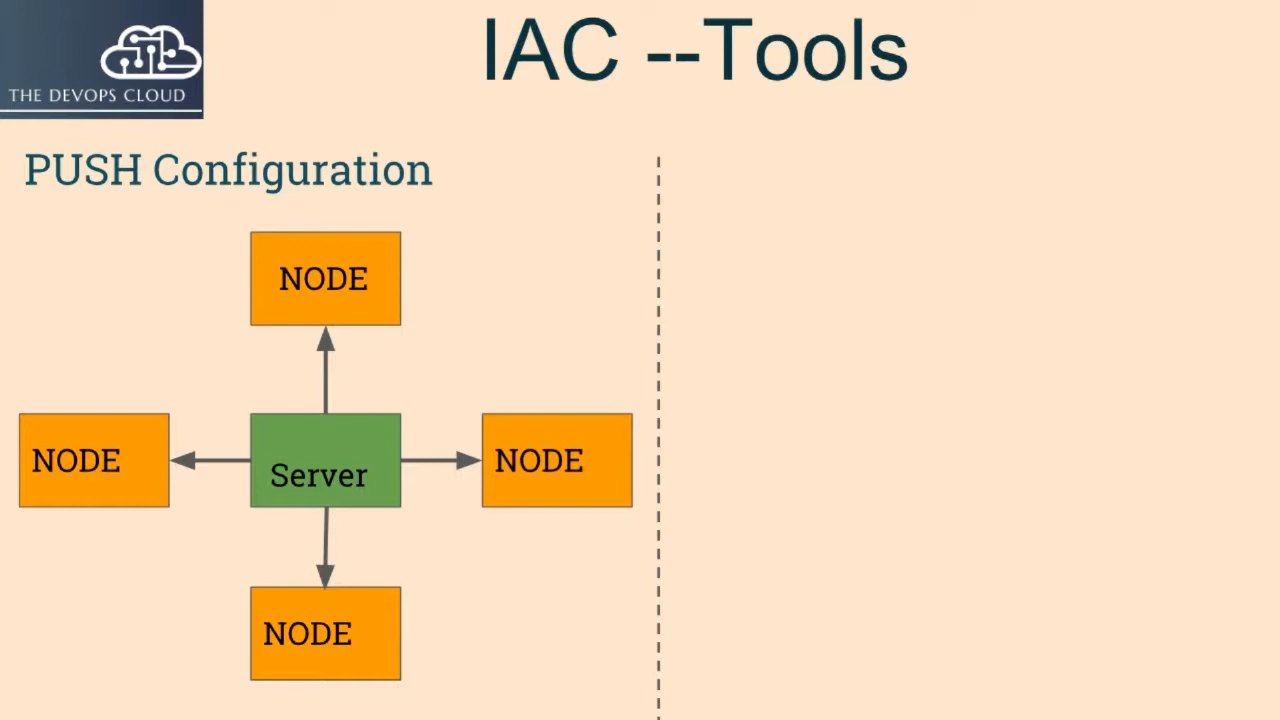 THE DEVOPS CLOUD
IAC --Tools
PUSH Configuration
NODE
NODE
Server
NODE
NODE